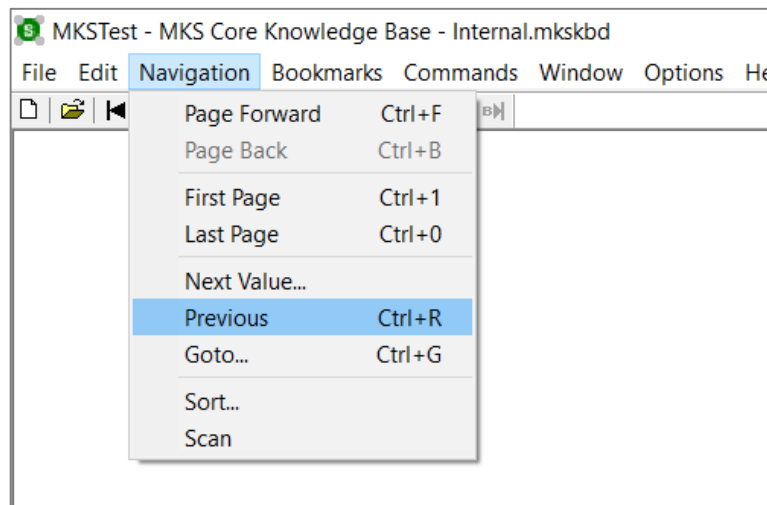 MKSTest - MKS Core Knowledge Base - Internal.mkskbd
File Edit Navigation Bookmarks Commands Window Options He
Page Forward Ctrl+F
Page Back Ctrl+B
First Page Ctrl+1
Last Page Ctrl+0
Next Value...
Previous Ctrl+R
Goto... Ctrl+G
Sort...
Scan